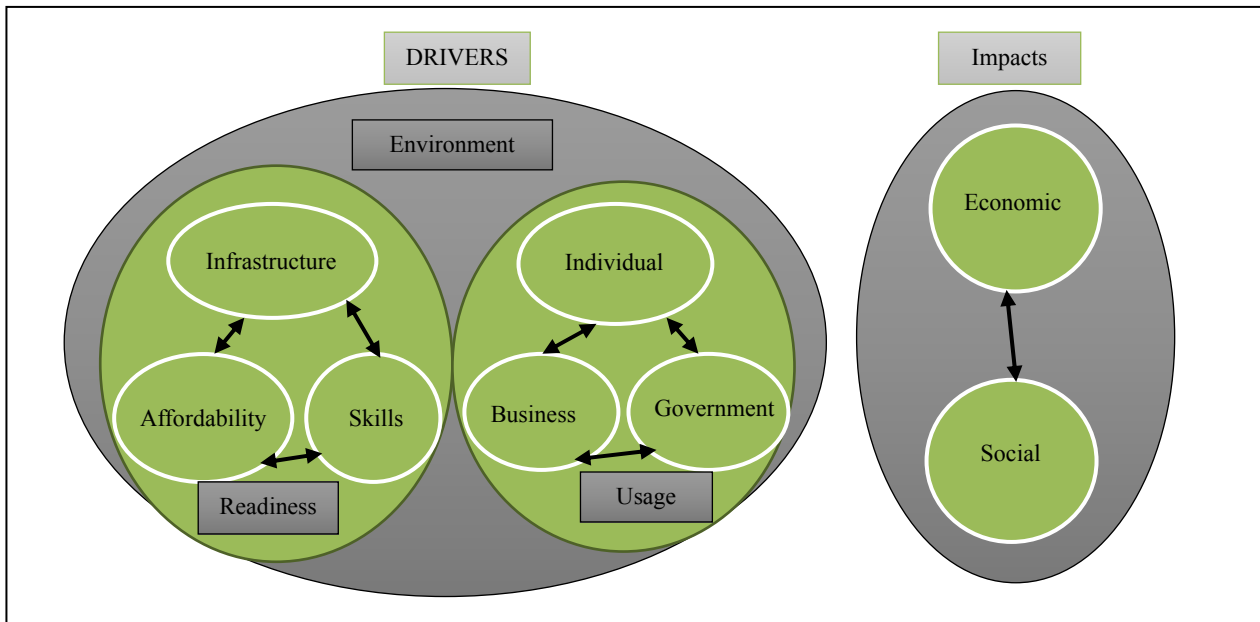 DRIVERS
Impacts
Environment
Infrastructure
Affordability
Skills
Readiness
Individual
Business
Government
Usage
Economic
Social